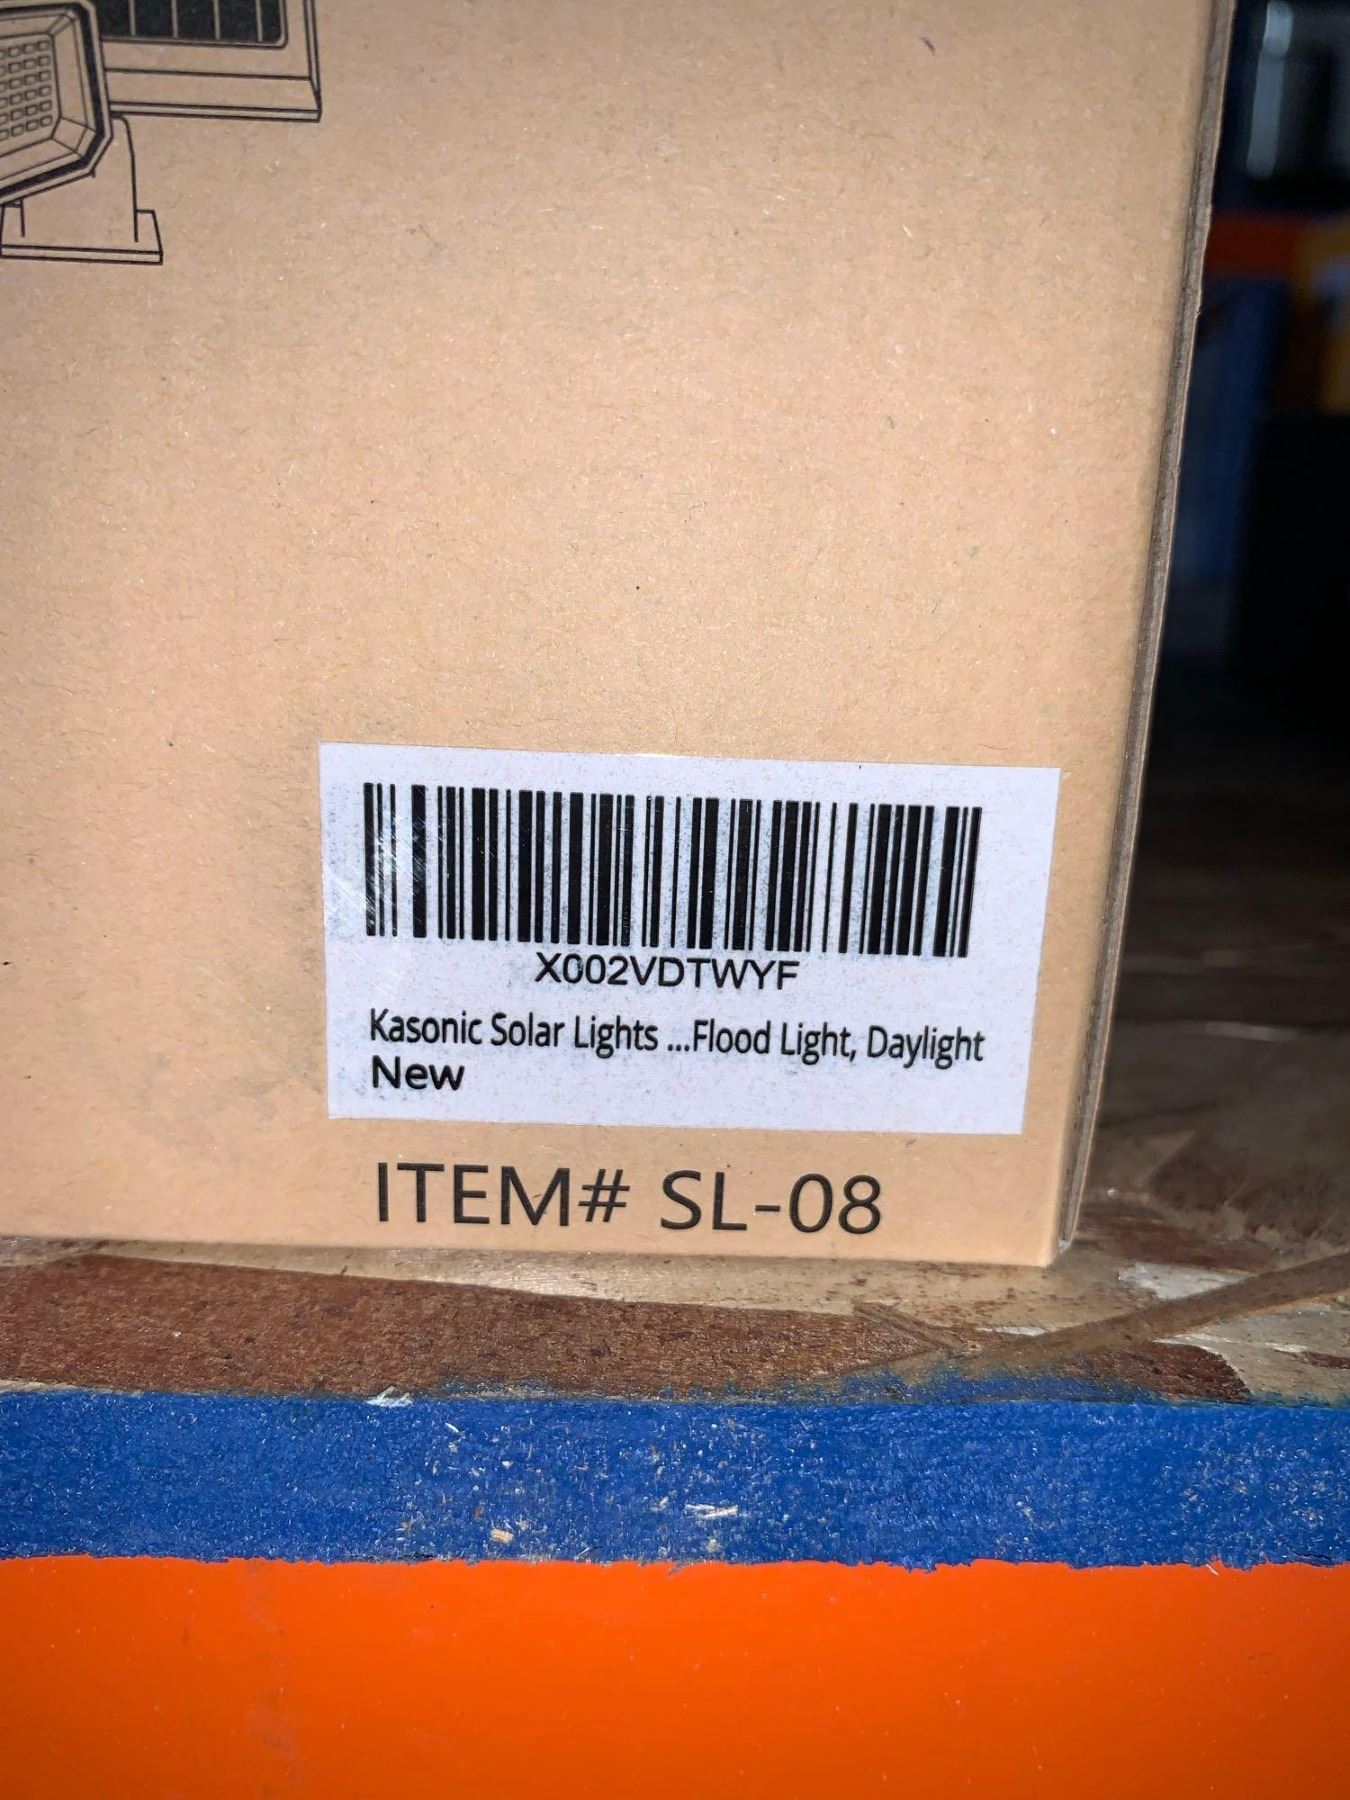 X002VDTWYF
Kasonic Solar Lights ...Flood Light, Daylight
New
ITEM# SL-08